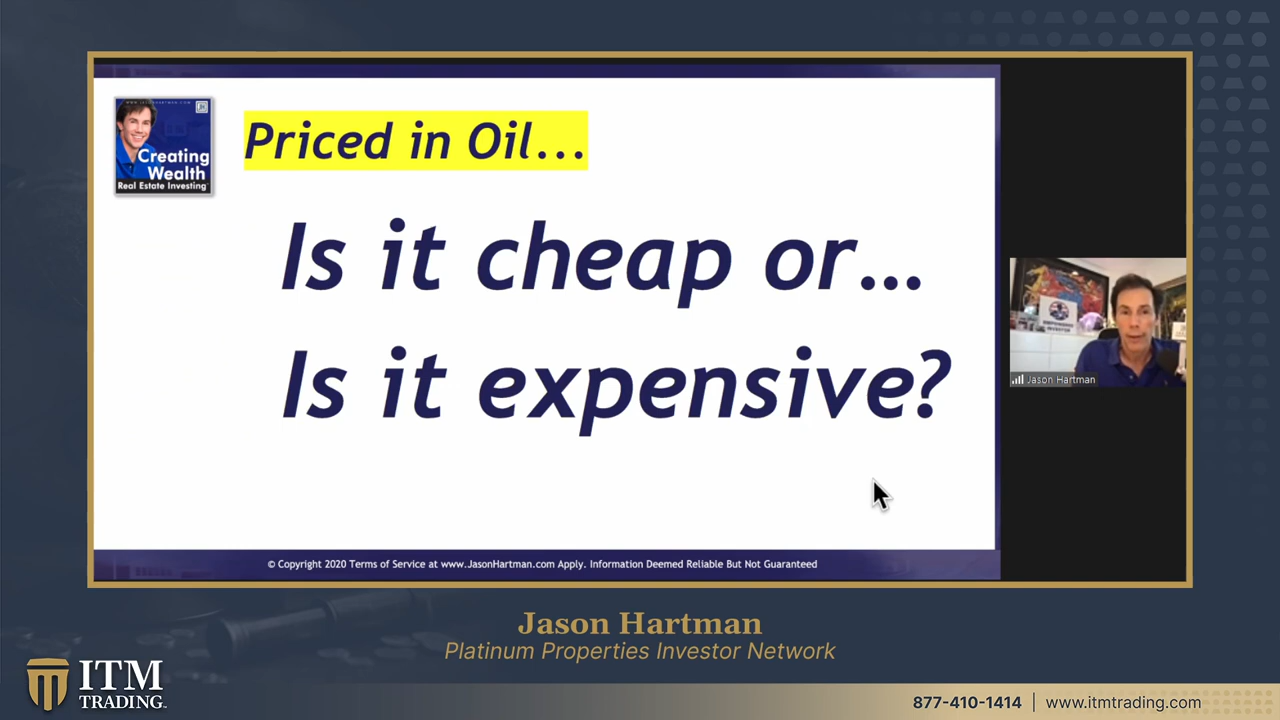 Priced in Oil...
Creating
Wealth
Real Estate Investing
Is it cheap or...
Is it expensive?
Jason Hartman
© Copyright 2020 Terms of Service at www.JasonHartman.com Apply. Information Deemed Reliable But Not Guaranteed
Jason Hartman
Platinum Properties Investor Network
ITM
TRADING
877-410-1414 | www.itmtrading.com